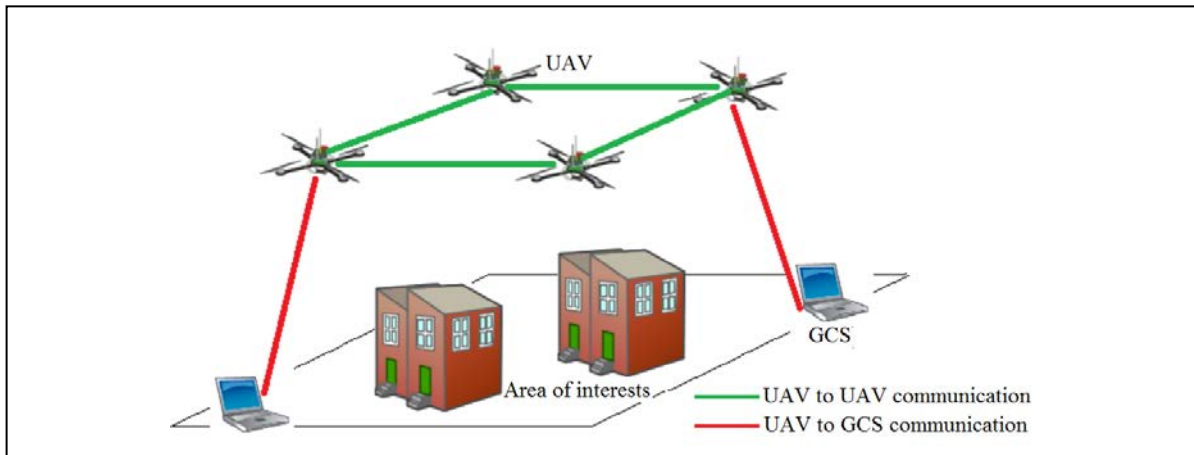 UAV
GCS
Area of interests
UAV to UAV communication
UAV to GCS communication